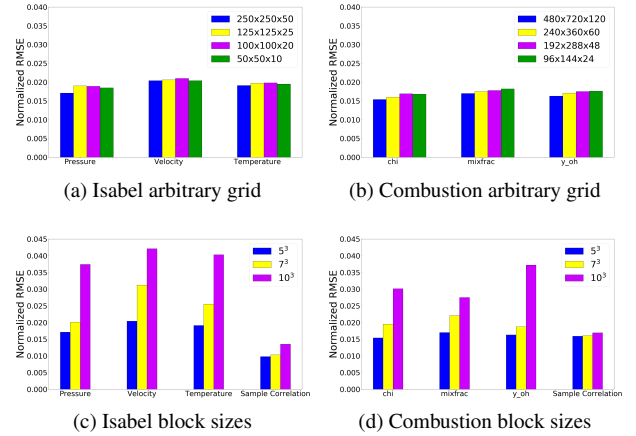 Normalized RMSE
0.040
0.035
0.030
0.025
0.020
0.015
0.010
0.005
0.000
250x250x50
125x125x25
100x100x20
50x50x10
Pressure Velocity Temperature
(a) Isabel arbitrary grid
Normalized RMSE
0.040
0.035
0.030
0.025
0.020
0.015
0.010
0.005
0.000
480x720x120
240x360x60
192x288x48
96x144x24
chi mixfrac y_oh
(b) Combustion arbitrary grid
Normalized RMSE
0.045
0.040
0.035
0.030
0.025
0.020
0.015
0.010
0.005
0.000
5³
7³
10³
Pressure Velocity Temperature Sample Correlation
(c) Isabel block sizes
Normalized RMSE
0.045
0.040
0.035
0.030
0.025
0.020
0.015
0.010
0.005
0.000
5³
7³
10³
chi mixfrac y_oh Sample Correlation
(d) Combustion block sizes